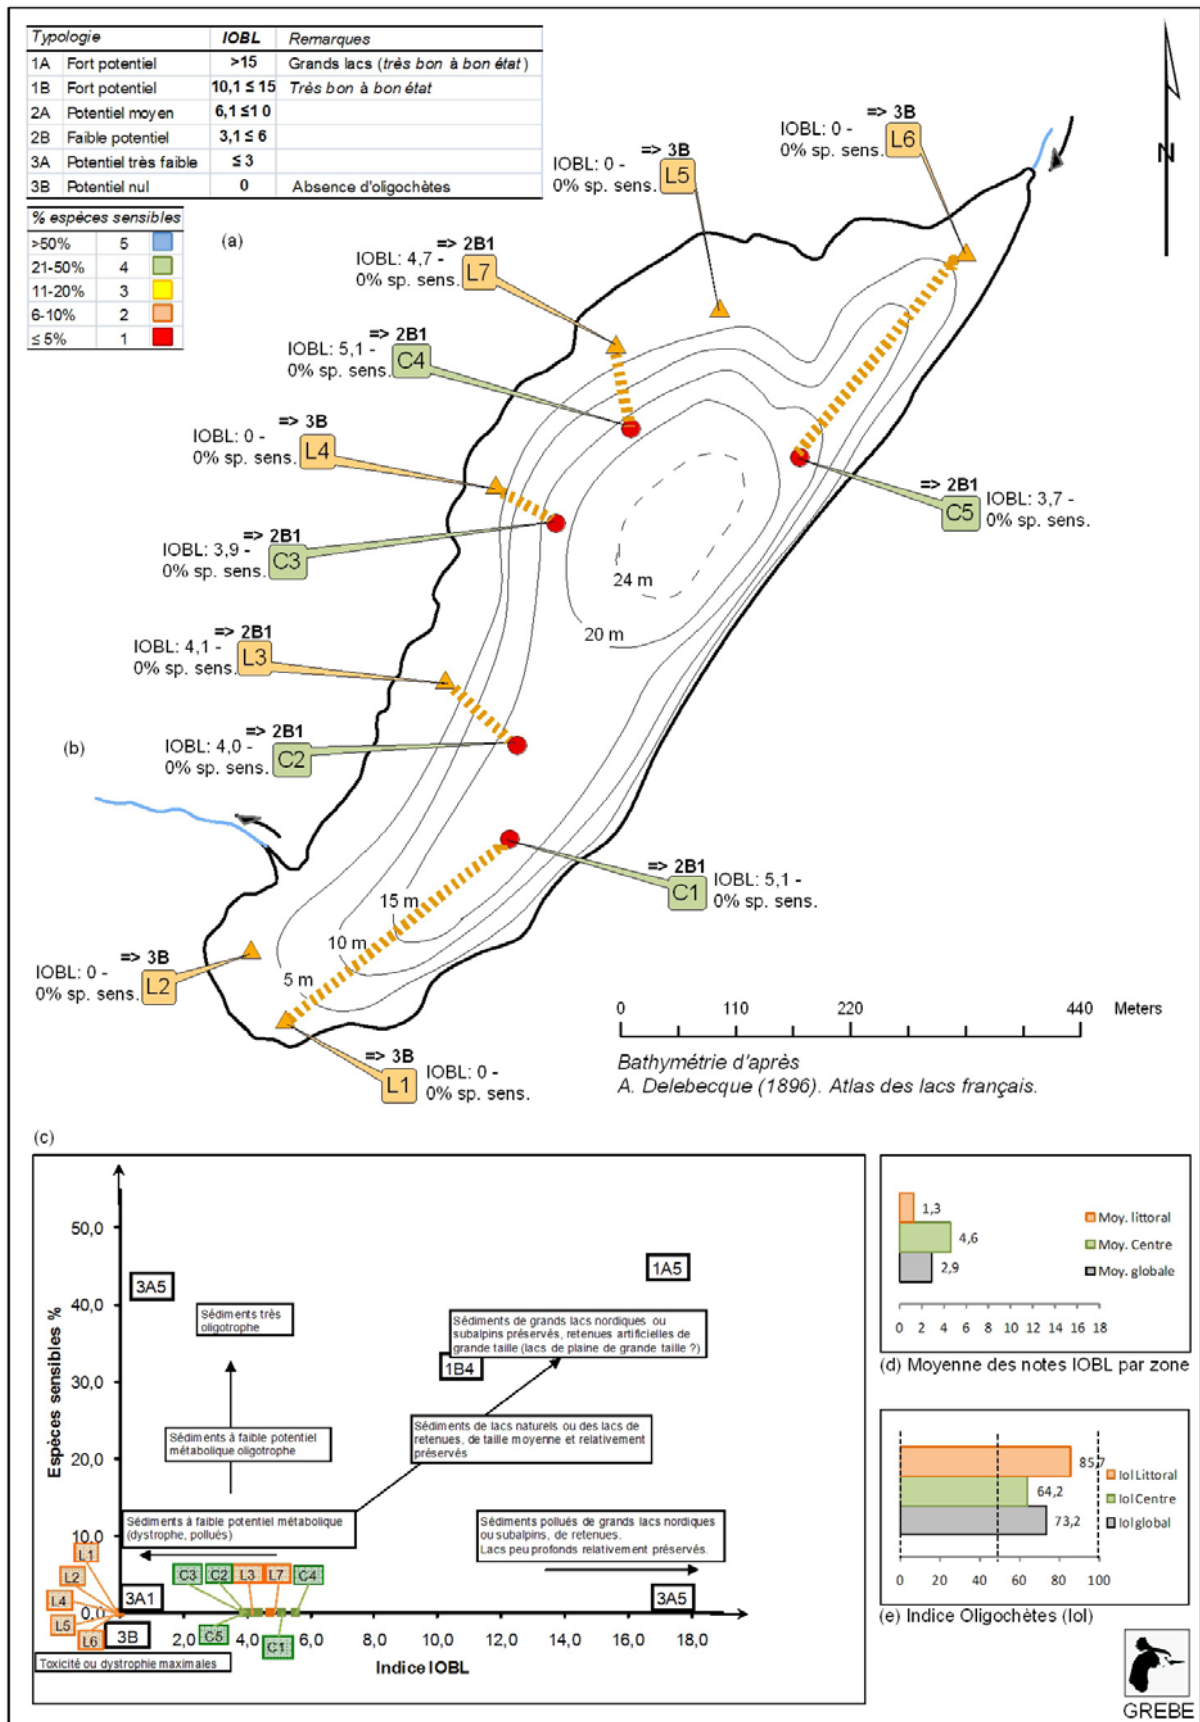 Typologie IOBL Remarques
1A Fort potentiel >15 Grands lacs (très bon à bon état)
1B Fort potentiel 10,1 ≤ 15 Très bon à bon état
2A Potentiel moyen 6,1 ≤1 0
2B Faible potentiel 3,1 ≤ 6
3A Potentiel très faible ≤ 3
3B Potentiel nul 0 Absence d'oligochètes
% espèces sensibles
>50% 5
21-50% 4
11-20% 3
6-10% 2
≤ 5% 1
(a)
N
=> 3B
IOBL: 0 -
0% sp. sens.
L6
=> 3B
IOBL: 0 -
0% sp. sens.
L5
=> 2B1
IOBL: 4,7 -
0% sp. sens.
L7
=> 2B1
IOBL: 5,1 -
0% sp. sens.
C4
=> 3B
IOBL: 0 -
0% sp. sens.
L4
=> 2B1
C5
IOBL: 3,7 -
0% sp. sens.
=> 2B1
IOBL: 3,9 -
0% sp. sens.
C3
24 m
20 m
=> 2B1
IOBL: 4,1 -
0% sp. sens.
L3
(b)
=> 2B1
IOBL: 4,0 -
0% sp. sens.
C2
=> 2B1
C1
IOBL: 5,1 -
0% sp. sens.
15 m
10 m
5 m
=> 3B
IOBL: 0 -
0% sp. sens.
L2
=> 3B
L1
IOBL: 0 -
0% sp. sens.
0 110 220 440 Meters
Bathymétrie d'après
A. Delebecque (1896). Atlas des lacs français.
(c)
Espèces sensibles %
50,0
40,0
30,0
20,0
10,0
0,0
3A5
1A5
Sédiments très
oligotrophe
Sédiments de grands lacs nordiques ou
subalpins préservés, retenues artificielles de
grande taille (lacs de plaine de grande taille ?)
1B4
Sédiments à faible potentiel
métabolique oligotrophe
Sédiments de lacs naturels ou des lacs de
retenues, de taille moyenne et relativement
préservés
Sédiments à faible potentiel métabolique
(dystrophe, pollués)
Sédiments pollués de grands lacs nordiques
ou subalpins, de retenues.
Lacs peu profonds relativement préservés.
L1
L2
L4
L5
L6
3A1
3B
C3 C2 L3 L7 C4
C5 C1
3A5
2,0 4,0 6,0 8,0 10,0 12,0 14,0 16,0 18,0
Toxicité ou dystrophie maximales
Indice IOBL
1,3
4,6
2,9
Moy. littoral
Moy. Centre
Moy. globale
0 2 4 6 8 10 12 14 16 18
(d) Moyenne des notes IOBL par zone
85,7
64,2
73,2
Iol Littoral
Iol Centre
Iol global
0 20 40 60 80 100
(e) Indice Oligochètes (Iol)
GREBE